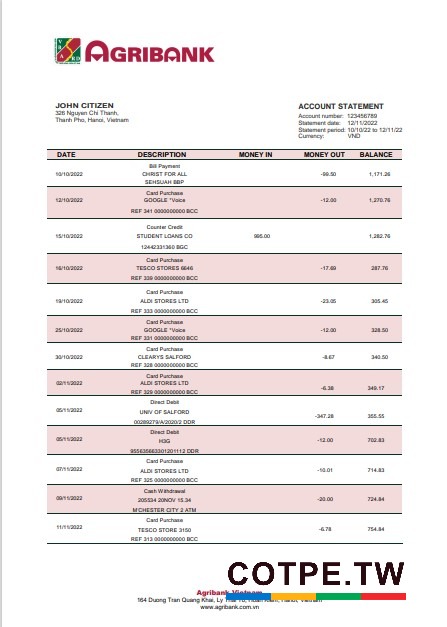 VBARD
AGRIBANK
JOHN CITIZEN
326 Nguyen Chi Thanh,
Thanh Pho, Hanoi, Vietnam
ACCOUNT STATEMENT
Account number: 123456789
Statement date: 12/11/2022
Statement period: 10/10/22 to 12/11/22
Currency: VND
DATE DESCRIPTION MONEY IN MONEY OUT BALANCE
Bill Payment
10/10/2022 CHRIST FOR ALL -99.50 1,171.26
SEHSUAH BBP
Card Purchase
12/10/2022 GOOGLE *Voice -12.00 1,270.76
REF 341 0000000000 BCC
Counter Credit
15/10/2022 STUDENT LOANS CO 995.00 1,282.76
12442331360 BGC
Card Purchase
16/10/2022 TESCO STORES 6646 -17.69 287.76
REF 339 0000000000 BCC
Card Purchase
19/10/2022 ALDI STORES LTD -23.05 305.45
REF 333 0000000000 BCC
Card Purchase
25/10/2022 GOOGLE *Voice -12.00 328.50
REF 331 0000000000 BCC
Card Purchase
30/10/2022 CLEARYS SALFORD -8.67 340.50
REF 328 0000000000 BCC
Card Purchase
02/11/2022 ALDI STORES LTD -6.38 349.17
REF 329 0000000000 BCC
Direct Debit
05/11/2022 UNIV OF SALFORD -347.28 355.55
00289279/A/2020/2 DDR
Direct Debit
05/11/2022 H3G -12.00 702.83
955635663301201112 DDR
Card Purchase
07/11/2022 ALDI STORES LTD -10.01 714.83
REF 325 0000000000 BCC
Cash Withdrawal
09/11/2022 205534 20NOV 15.34 -20.00 724.84
M'CHESTER CITY 2 ATM
Card Purchase
11/11/2022 TESCO STORE 3150 -6.78 754.84
REF 313 0000000000 BCC
COTPE.TW
Agribank Vietnam
164 Duong Tran Quang Khai, Ly Thai To, Hoan Kiem, Hanoi, Vietnam
www.agribank.com.vn